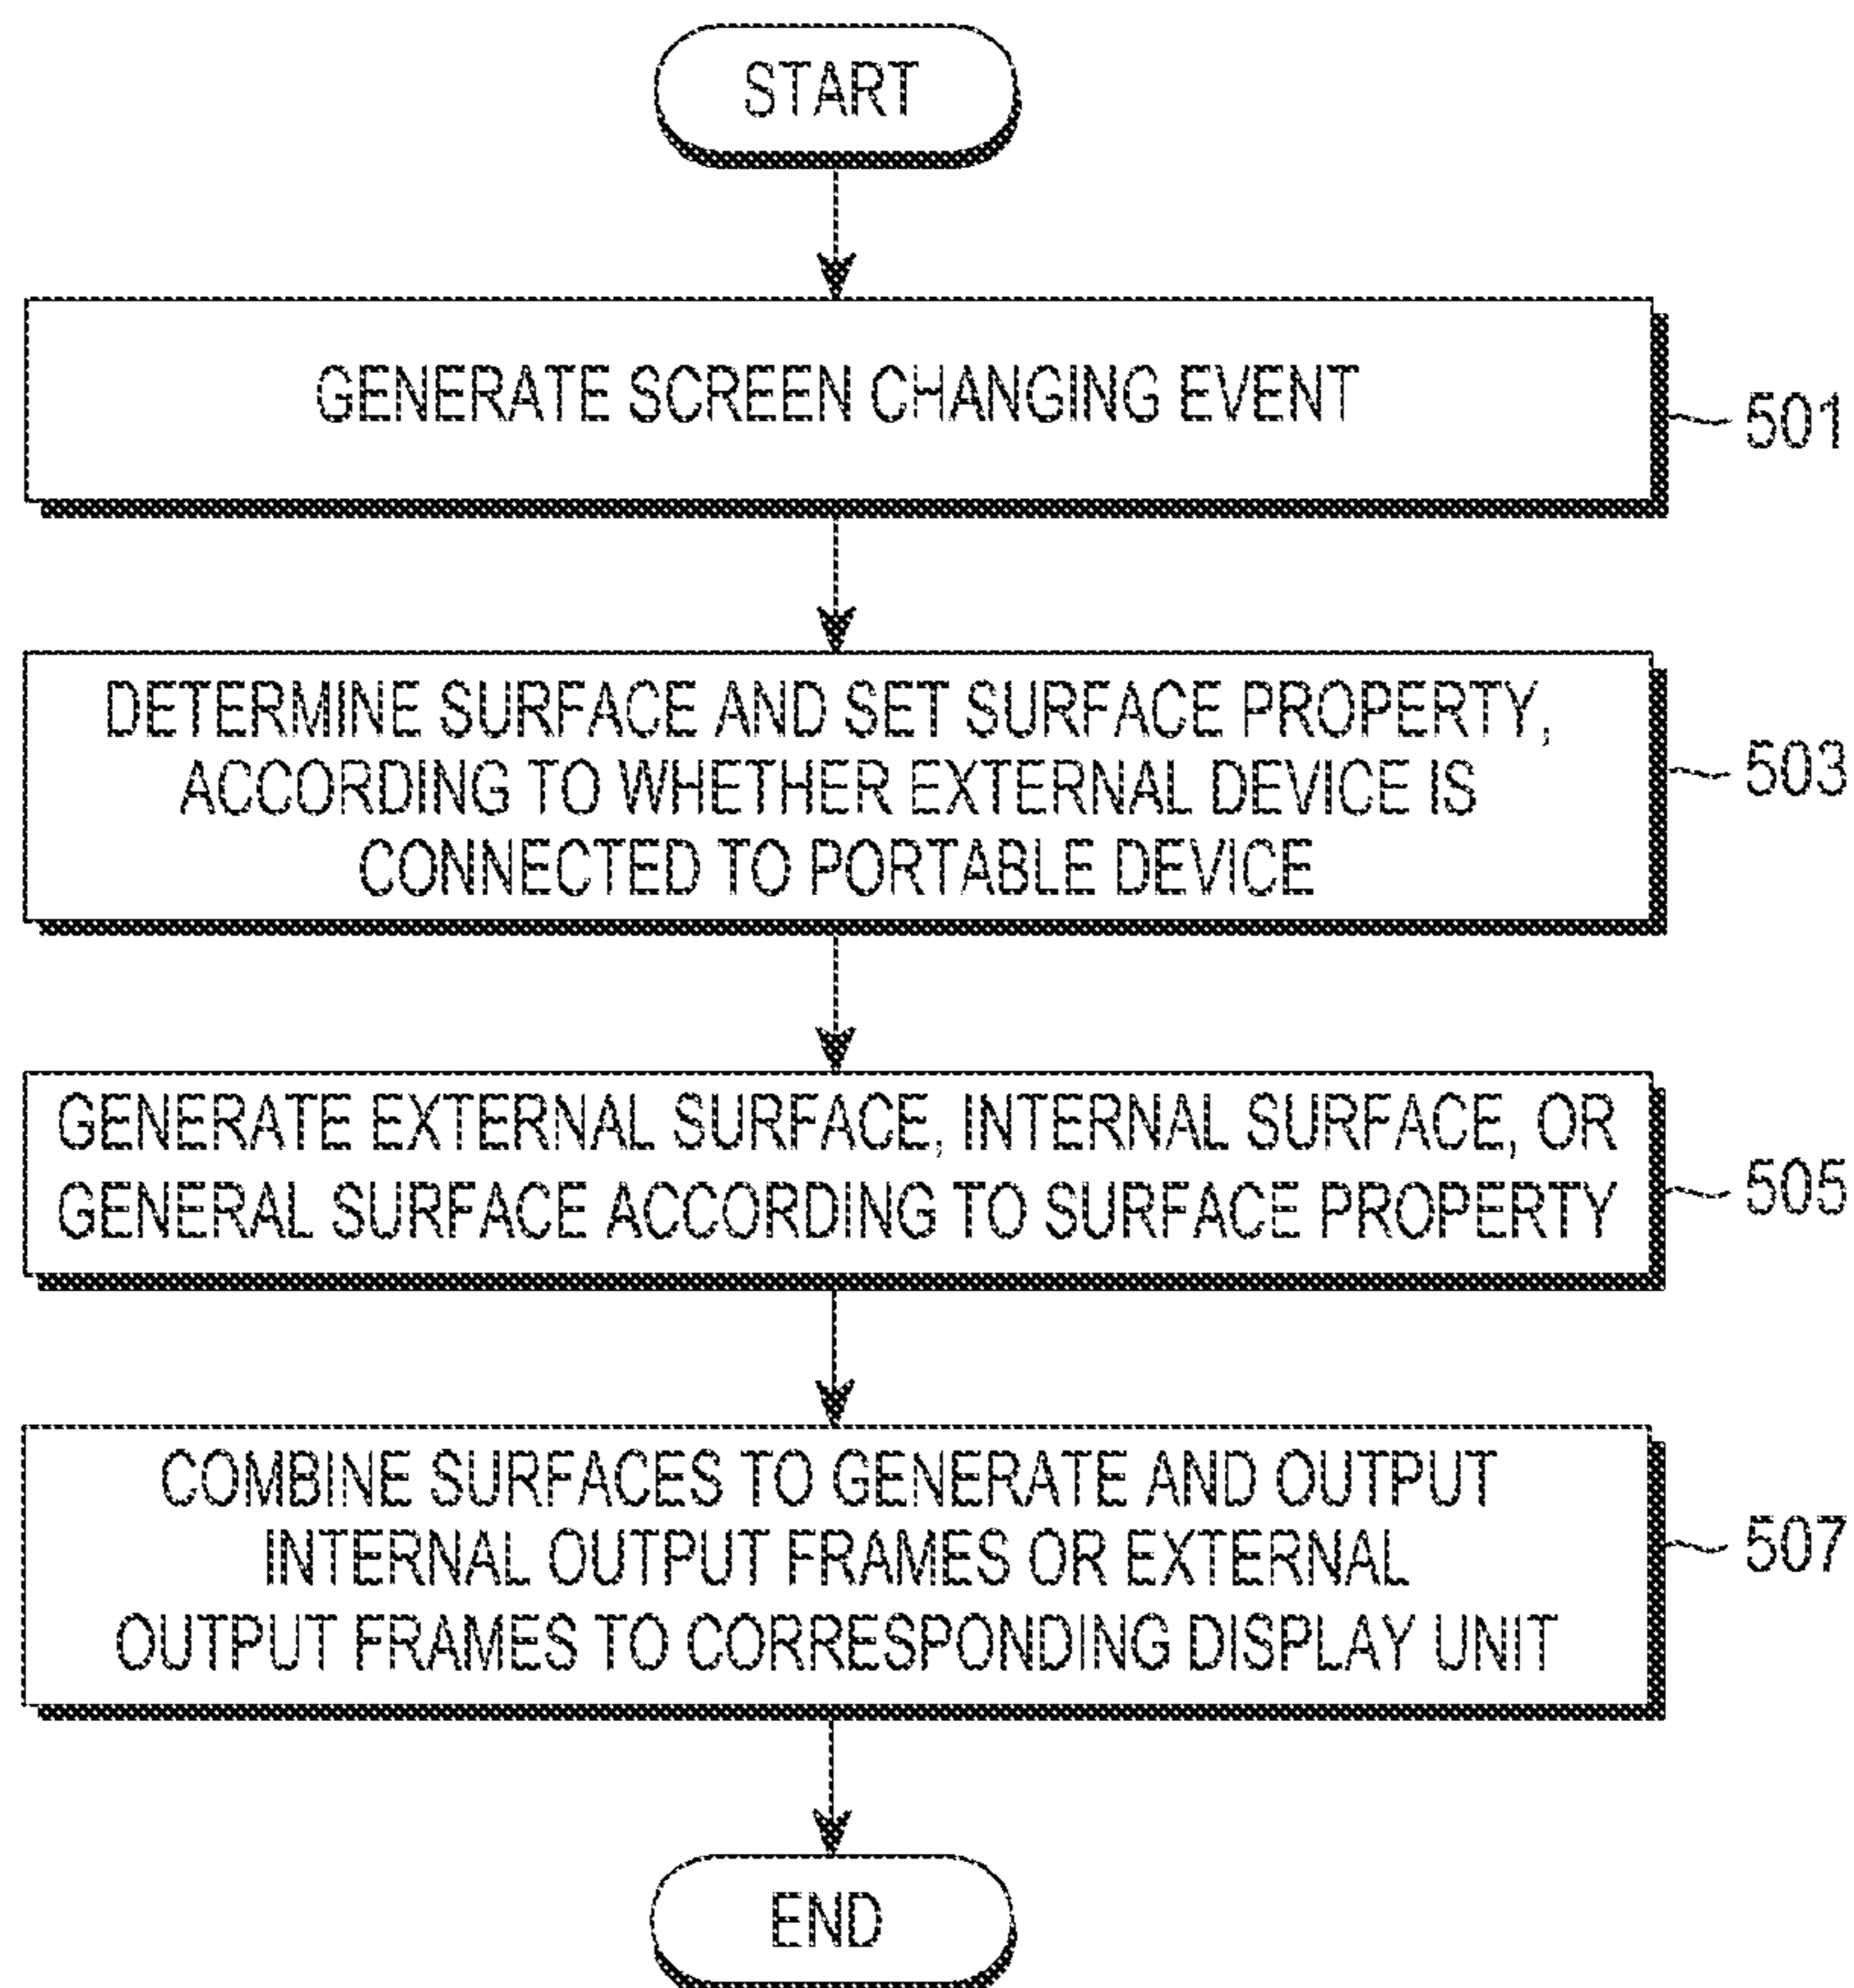 START
GENERATE SCREEN CHANGING EVENT
501
DETERMINE SURFACE AND SET SURFACE PROPERTY,
ACCORDING TO WHETHER EXTERNAL DEVICE IS
CONNECTED TO PORTABLE DEVICE
503
GENERATE EXTERNAL SURFACE, INTERNAL SURFACE, OR
GENERAL SURFACE ACCORDING TO SURFACE PROPERTY
505
COMBINE SURFACES TO GENERATE AND OUTPUT
INTERNAL OUTPUT FRAMES OR EXTERNAL
OUTPUT FRAMES TO CORRESPONDING DISPLAY UNIT
507
END